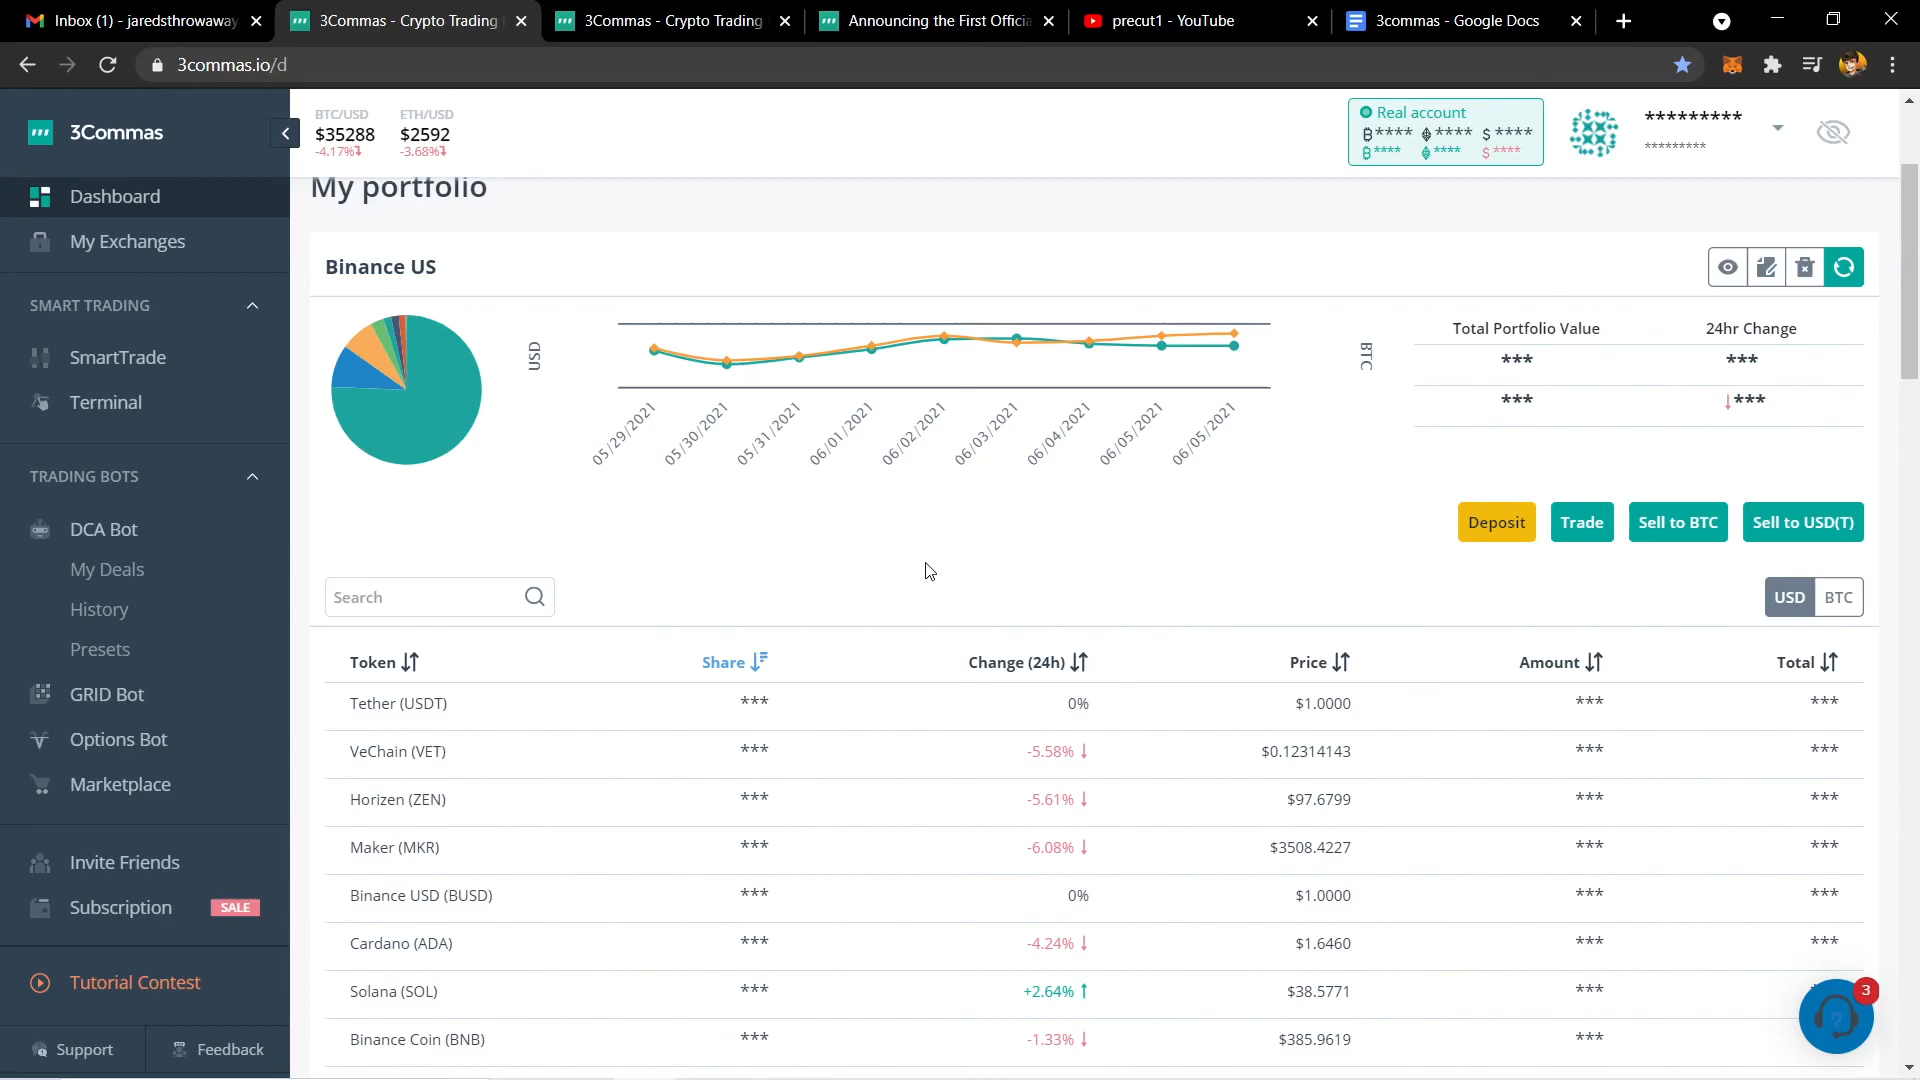 Inbox (1) - jaredsthrowaway
3Commas - Crypto Trading
3Commas - Crypto Trading
Announcing the First Officia
precut1 - YouTube
3commas - Google Docs
3commas.io/d
3Commas
BTC/USD
$35288
-4.17%
ETH/USD
$2592
-3.68%
Real account
₿**** ⧫**** $****
₿**** ⧫**** $****
*********
*********
Dashboard
My Exchanges
SMART TRADING
SmartTrade
Terminal
TRADING BOTS
DCA Bot
My Deals
History
Presets
GRID Bot
Options Bot
Marketplace
Invite Friends
Subscription SALE
Tutorial Contest
Support Feedback
My portfolio
Binance US
USD
BTC
05/29/2021 05/30/2021 05/31/2021 06/01/2021 06/02/2021 06/03/2021 06/04/2021 06/05/2021 06/05/2021
Total Portfolio Value 24hr Change
*** ***
*** ↓***
Deposit Trade Sell to BTC Sell to USD(T)
Search USD BTC
Token Share Change (24h) Price Amount Total
Tether (USDT) *** 0% $1.0000 *** ***
VeChain (VET) *** -5.58% ↓ $0.12314143 *** ***
Horizen (ZEN) *** -5.61% ↓ $97.6799 *** ***
Maker (MKR) *** -6.08% ↓ $3508.4227 *** ***
Binance USD (BUSD) *** 0% $1.0000 *** ***
Cardano (ADA) *** -4.24% ↓ $1.6460 *** ***
Solana (SOL) *** +2.64% ↑ $38.5771 ***
Binance Coin (BNB) *** -1.33% ↓ $385.9619 ***
3